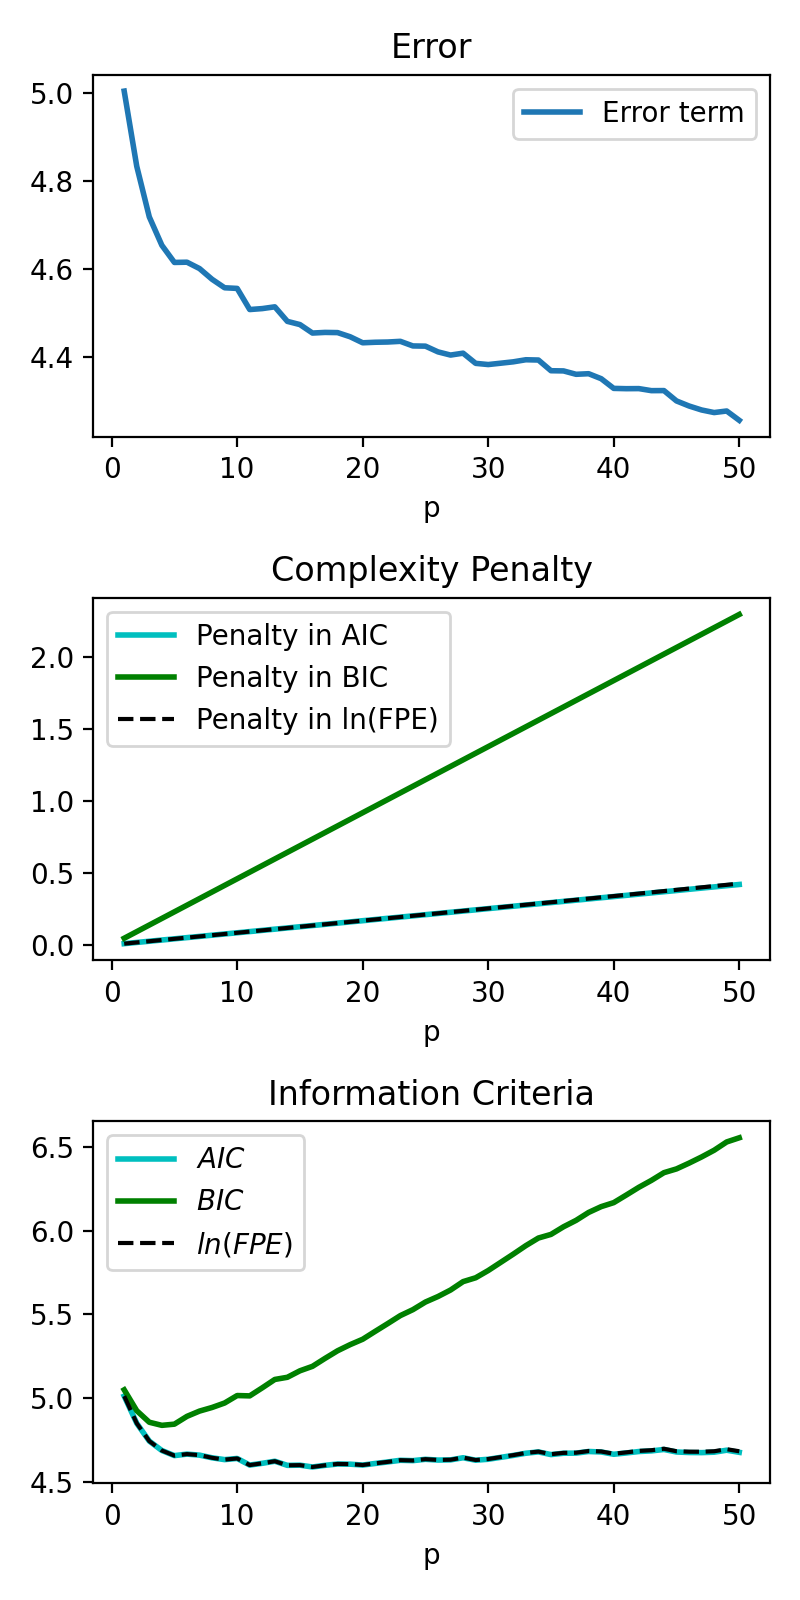 Error
Error term
5.0
4.8
4.6
4.4
0 10 20 30 40 50
p
Complexity Penalty
Penalty in AIC
Penalty in BIC
Penalty in ln(FPE)
2.0
1.5
1.0
0.5
0.0
0 10 20 30 40 50
p
Information Criteria
AIC
BIC
ln(FPE)
6.5
6.0
5.5
5.0
4.5
0 10 20 30 40 50
p